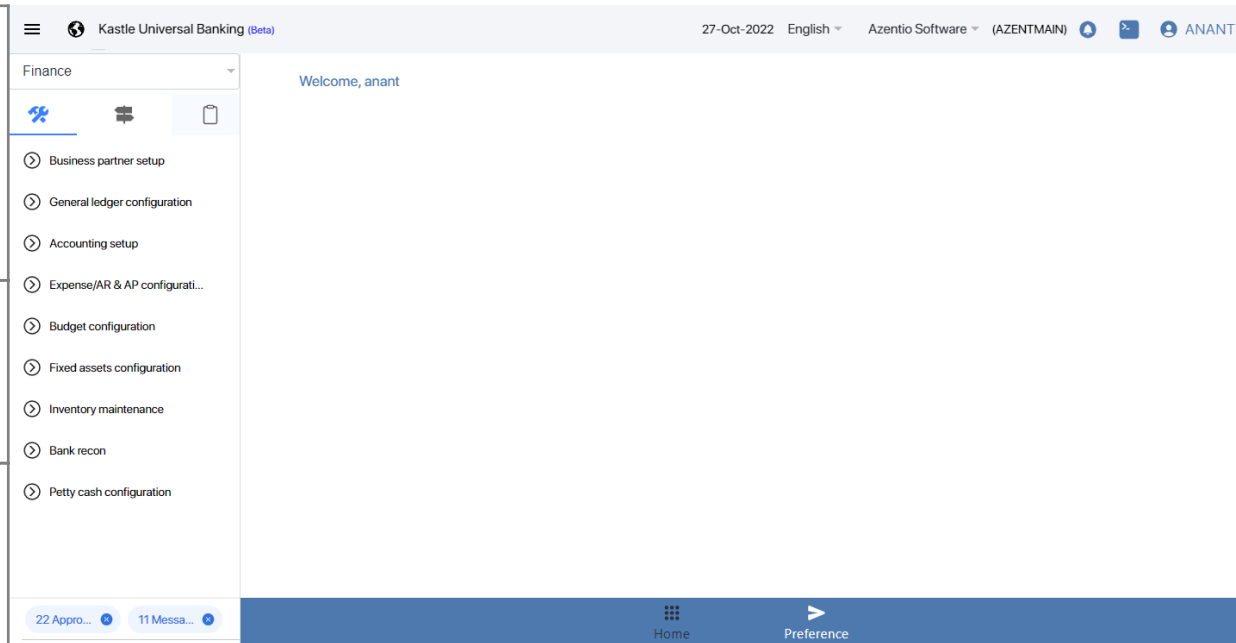 Kastle Universal Banking (Beta)
27-Oct-2022 English Azentio Software (AZENTMAIN) ANANT
Finance
Welcome, anant
Business partner setup
General ledger configuration
Accounting setup
Expense/AR & AP configurati...
Budget configuration
Fixed assets configuration
Inventory maintenance
Bank recon
Petty cash configuration
22 Appro... 11 Messa...
Home Preference